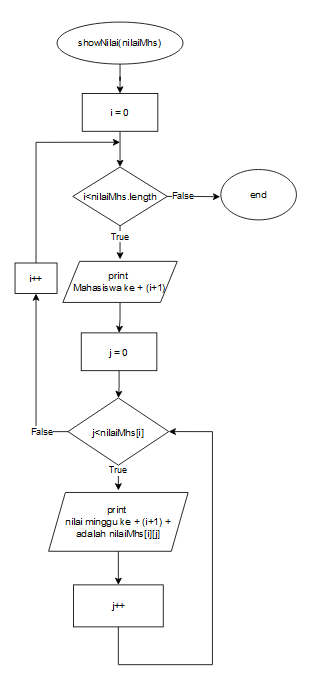 showNilai(nilaiMhs)
i = 0
i<nilaiMhs.length
False
end
True
i++
print
Mahasiswa ke + (i+1)
j = 0
j<nilaiMhs[i]
False
True
print
nilai minggu ke + (i+1) +
adalah nilaiMhs[i][j]
j++